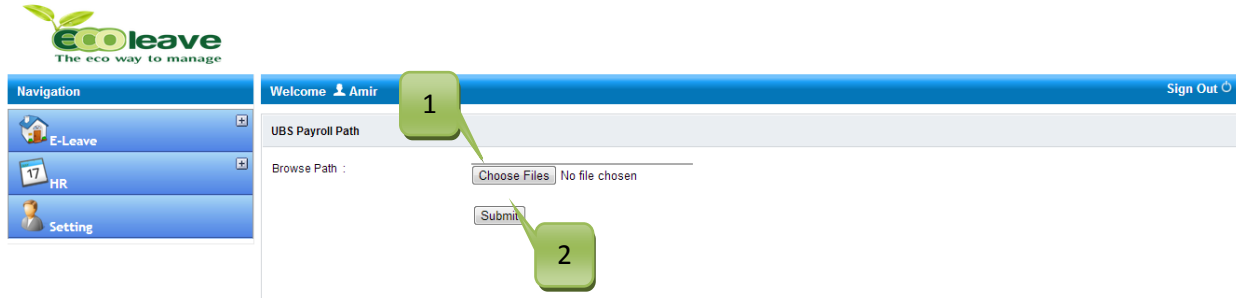 ecoleave
The eco way to manage
Navigation
Welcome Amir
Sign Out
1
E-Leave
UBS Payroll Path
17
HR
Browse Path :
Choose Files No file chosen
Setting
Submit
2